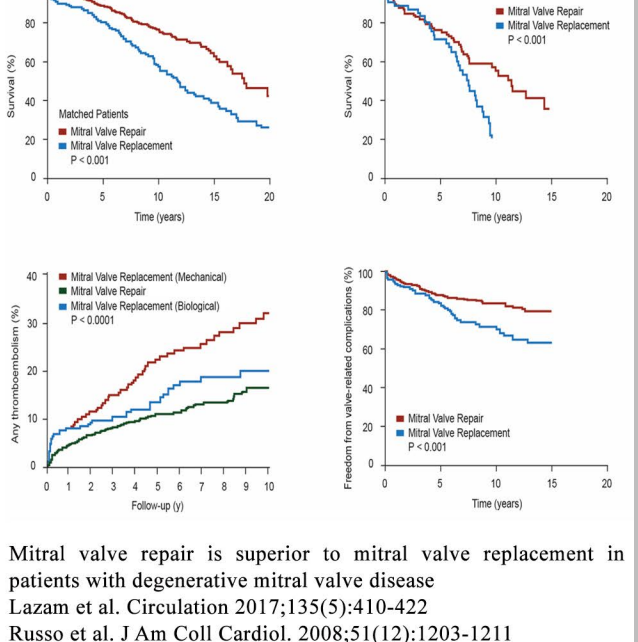 80
60
40
20
0
Survival (%)
Matched Patients
Mitral Valve Repair
Mitral Valve Replacement
P < 0.001
0 5 10 15 20
Time (years)
80
60
40
20
0
Survival (%)
Mitral Valve Repair
Mitral Valve Replacement
P < 0.001
0 5 10 15 20
Time (years)
40
30
20
10
0
Any thromboembolism (%)
Mitral Valve Replacement (Mechanical)
Mitral Valve Repair
Mitral Valve Replacement (Biological)
P < 0.0001
0 1 2 3 4 5 6 7 8 9 10
Follow-up (y)
100
80
60
40
20
0
Freedom from valve-related complications (%)
Mitral Valve Repair
Mitral Valve Replacement
P < 0.001
0 5 10 15 20
Time (years)
Mitral valve repair is superior to mitral valve replacement in
patients with degenerative mitral valve disease
Lazam et al. Circulation 2017;135(5):410-422
Russo et al. J Am Coll Cardiol. 2008;51(12):1203-1211